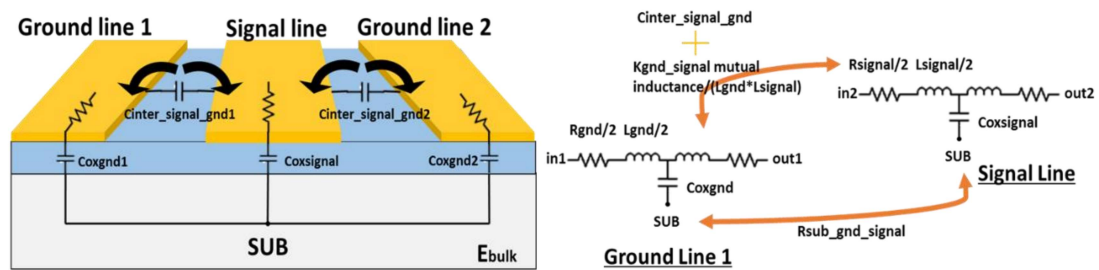 Ground line 1
Signal line
Ground line 2
Cinter_signal_gnd1
Cinter_signal_gnd2
Coxgnd1
Coxsignal
Coxgnd2
SUB
Ebulk
Cinter_signal_gnd
Kgnd_signal mutual
inductance/(Lgnd*Lsignal)
Rsignal/2 Lsignal/2
in2
out2
Coxsignal
SUB
Signal Line
Rgnd/2 Lgnd/2
in1
out1
Coxgnd
SUB
Rsub_gnd_signal
Ground Line 1